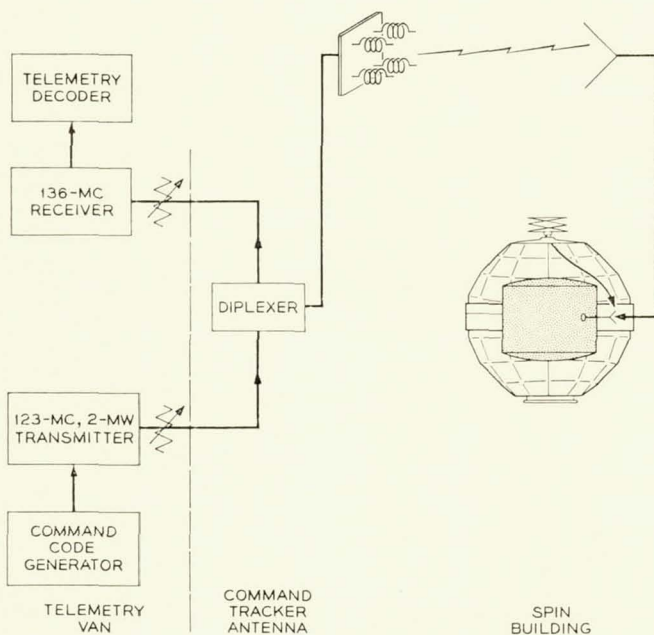 TELEMETRY
DECODER
136-MC
RECEIVER
DIPLEXER
123-MC, 2-MW
TRANSMITTER
COMMAND
CODE
GENERATOR
TELEMETRY
VAN
COMMAND
TRACKER
ANTENNA
SPIN
BUILDING